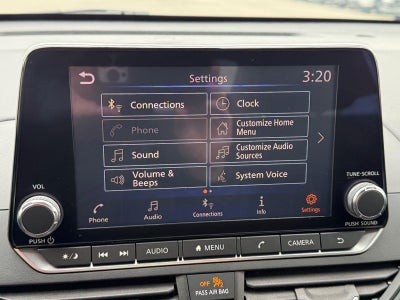 Settings
3:20
Connections
Clock
Phone
Customize Home
Menu
Sound
Customize Audio
Sources
Volume &
Beeps
System Voice
Phone
Audio
Connections
Info
Settings
VOL
PUSH
TUNE·SCROLL
PUSH SOUND
AUDIO
MENU
CAMERA
OFF
PASS AIR BAG